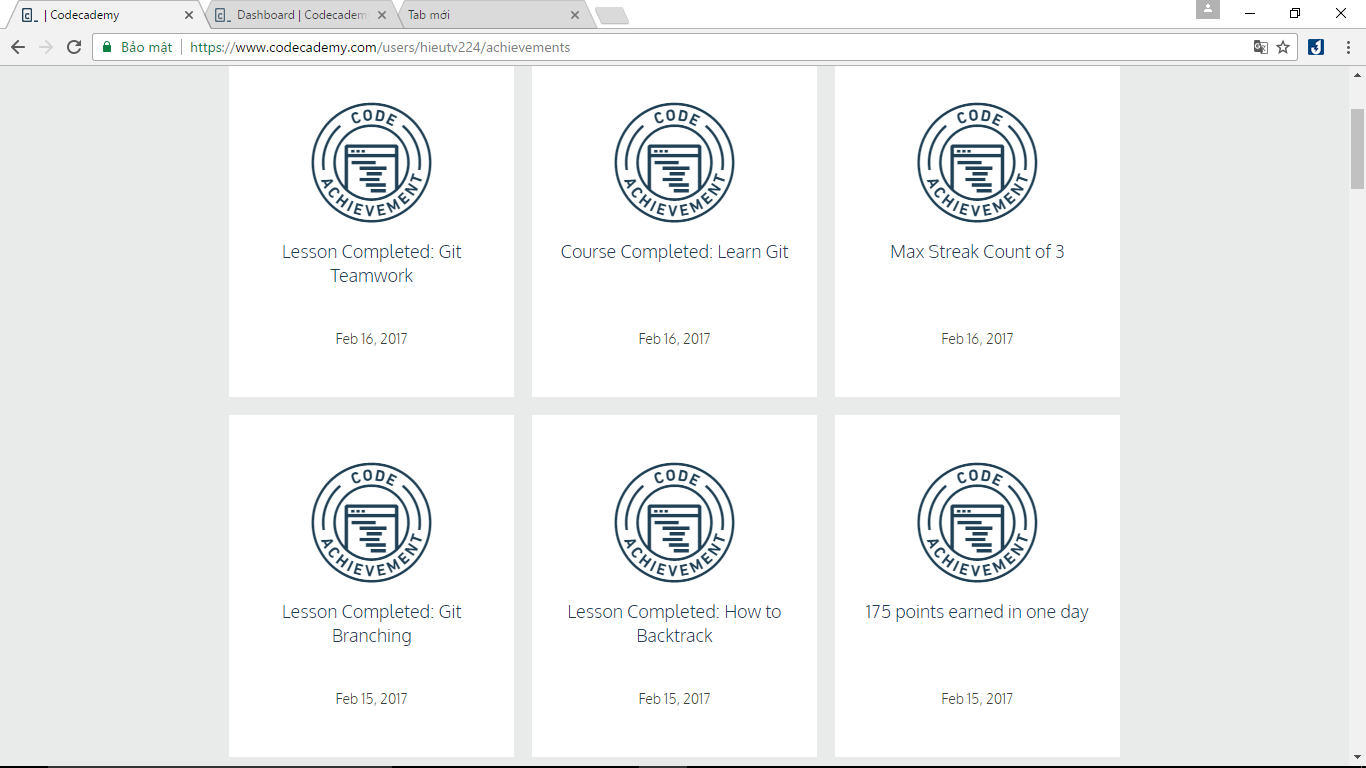 | Codecademy
Dashboard | Codecadem
Tab mới
Bảo mật
https://www.codecademy.com/users/hieutv224/achievements
CODE ACHIEVEMENT
CODE ACHIEVEMENT
CODE ACHIEVEMENT
Lesson Completed: Git
Teamwork
Course Completed: Learn Git
Max Streak Count of 3
Feb 16, 2017
Feb 16, 2017
Feb 16, 2017
CODE ACHIEVEMENT
CODE ACHIEVEMENT
CODE ACHIEVEMENT
Lesson Completed: Git
Branching
Lesson Completed: How to
Backtrack
175 points earned in one day
Feb 15, 2017
Feb 15, 2017
Feb 15, 2017